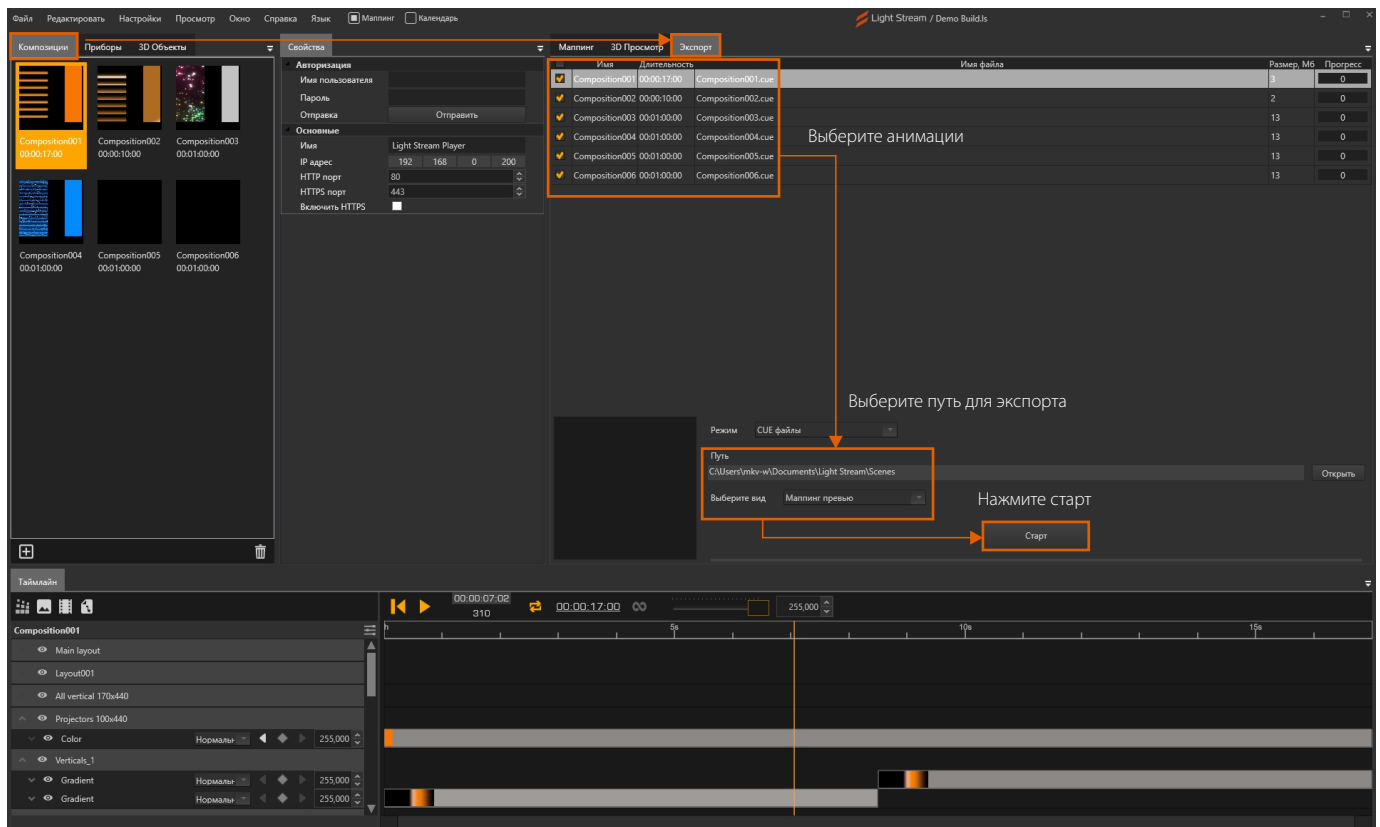 Файл Редактировать Настройки Просмотр Окно Справка Язык Маппинг Календарь
Light Stream / Demo Build.ls
Композиции Приборы 3D Объекты
Composition001
00:00:17:00
Composition002
00:00:10:00
Composition003
00:01:00:00
Composition004
00:01:00:00
Composition005
00:01:00:00
Composition006
00:01:00:00
Свойства
Авторизация
Имя пользователя
Пароль
Отправка Отправить
Основные
Имя Light Stream Player
IP адрес 192 168 0 200
HTTP порт 80
HTTPS порт 443
Включить HTTPS
Маппинг 3D Просмотр Экспорт
Имя Длительность Имя файла Размер, Мб Прогресс
Composition001 00:00:17:00 Composition001.cue 3 0
Composition002 00:00:10:00 Composition002.cue 2 0
Composition003 00:01:00:00 Composition003.cue 13 0
Composition004 00:01:00:00 Composition004.cue 13 0
Composition005 00:01:00:00 Composition005.cue 13 0
Composition006 00:01:00:00 Composition006.cue 13 0
Выберите анимации
Выберите путь для экспорта
Режим CUE файлы
Путь
C:\Users\mkv-w\Documents\Light Stream\Scenes Открыть
Выберите вид Маппинг превью
Нажмите старт
Старт
Таймлайн
00:00:07:02
310
00:00:17:00
255,000
Composition001
h 5s 10s 15s
Main layout
Layout001
All vertical 170x440
Projectors 100x440
Color Нормальн 255,000
Verticals_1
Gradient Нормальн 255,000
Gradient Нормальн 255,000